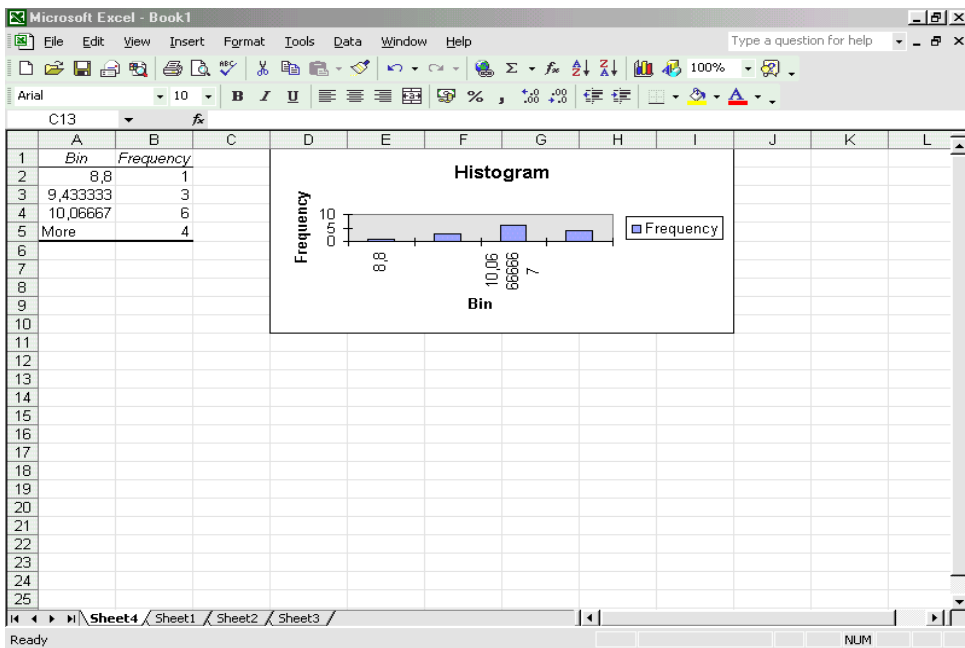 Microsoft Excel - Book1
File Edit View Insert Format Tools Data Window Help Type a question for help
100%
Arial 10 B I U % ,
C13 fx
A B C D E F G H I J K L
1 Bin Frequency
2 8,8 1
3 9,433333 3
4 10,06667 6
5 More 4
6
7
8
9
10
11
12
13
14
15
16
17
18
19
20
21
22
23
24
25
Histogram
Frequency
10
5
0
8,8
10,06
66666
7
Bin
Frequency
Sheet4 Sheet1 Sheet2 Sheet3
Ready NUM